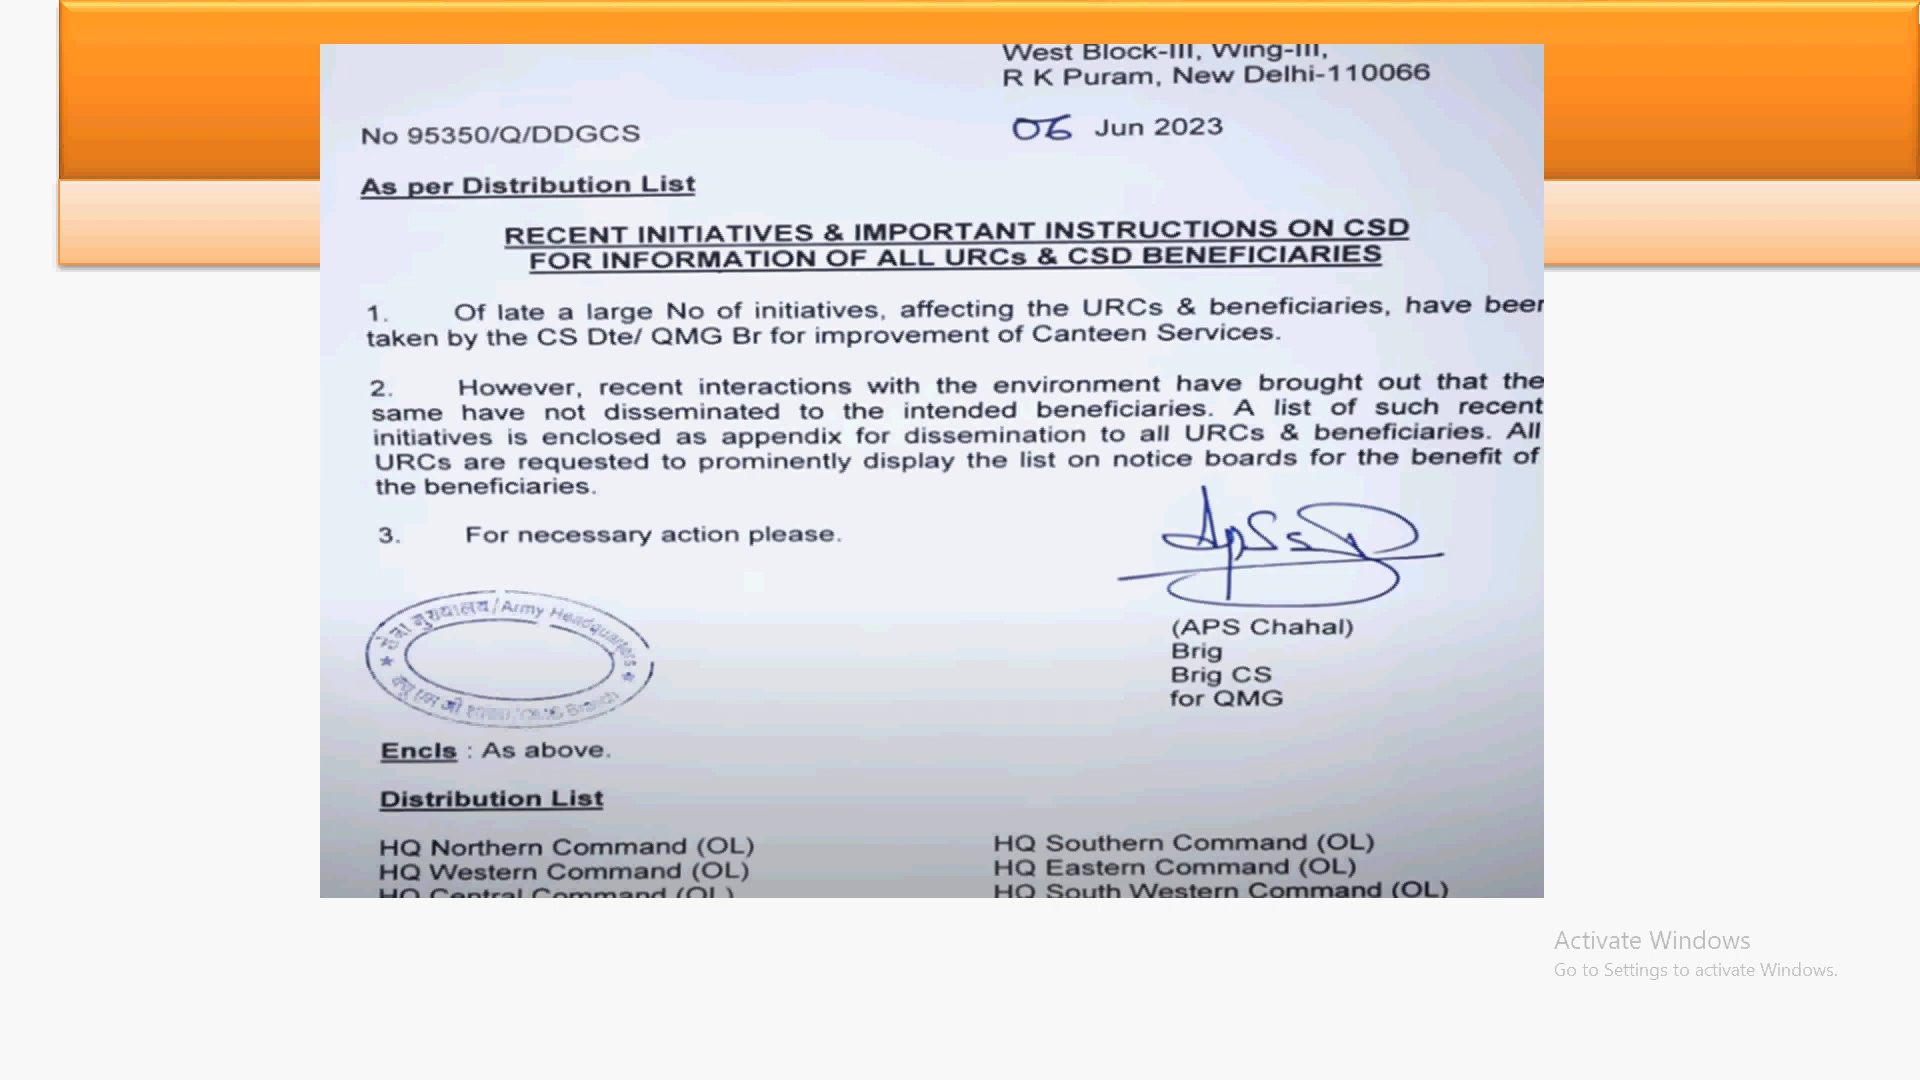 West Block-III, Wing-III,
R K Puram, New Delhi-110066
No 95350/Q/DDGCS
06 Jun 2023
As per Distribution List
RECENT INITIATIVES & IMPORTANT INSTRUCTIONS ON CSD
FOR INFORMATION OF ALL URCs & CSD BENEFICIARIES
1. Of late a large No of initiatives, affecting the URCs & beneficiaries, have been
taken by the CS Dte/ QMG Br for improvement of Canteen Services.
2. However, recent interactions with the environment have brought out that the
same have not disseminated to the intended beneficiaries. A list of such recent
initiatives is enclosed as appendix for dissemination to all URCs & beneficiaries. All
URCs are requested to prominently display the list on notice boards for the benefit of
the beneficiaries.
3. For necessary action please.
सेना मुख्यालय/Army Headquarters
QMG Branch
(APS Chahal)
Brig
Brig CS
for QMG
Encls : As above.
Distribution List
HQ Northern Command (OL)
HQ Southern Command (OL)
HQ Western Command (OL)
HQ Eastern Command (OL)
HQ Central Command (OL)
HQ South Western Command (OL)
Activate Windows
Go to Settings to activate Windows.